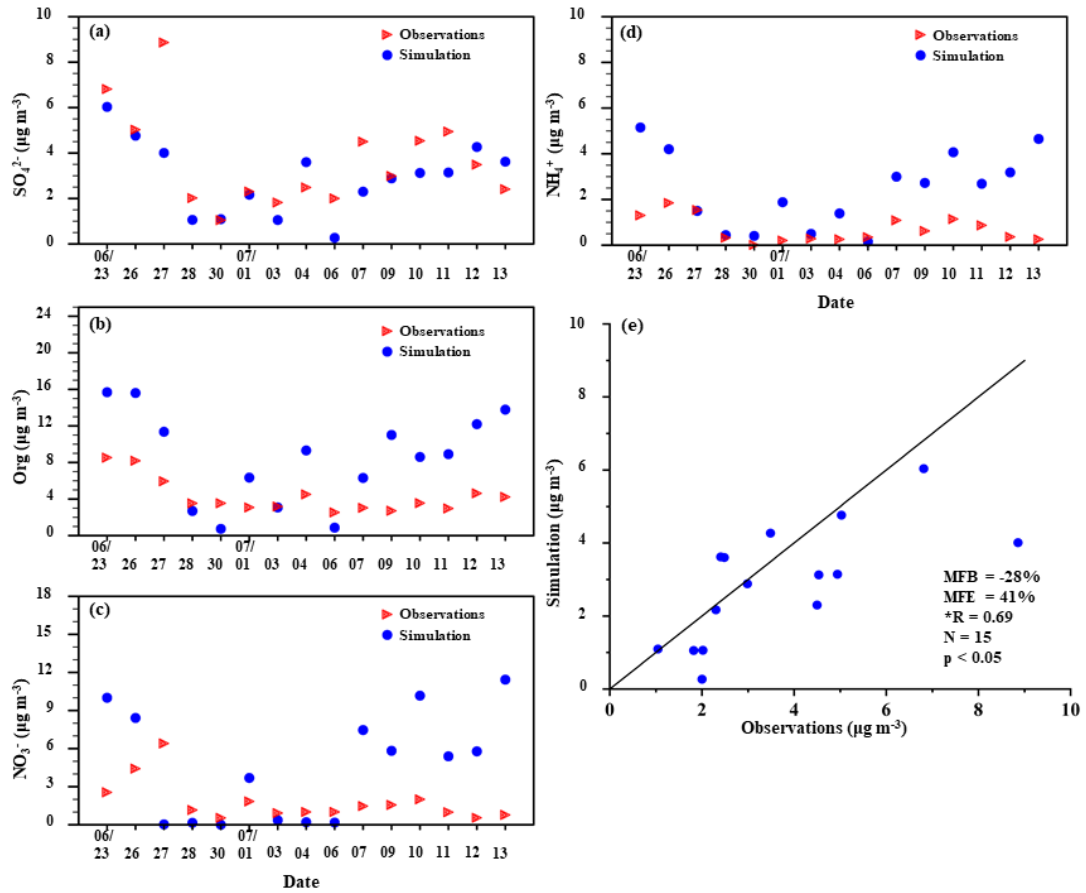 (a)
Observations
Simulation
SO₄²⁻ (µg m⁻³)
10
8
6
4
2
0
06/ 07/
23 26 27 28 30 01 03 04 06 07 09 10 11 12 13
(b)
Observations
Simulation
Org (µg m⁻³)
24
20
16
12
8
4
0
06/ 07/
23 26 27 28 30 01 03 04 06 07 09 10 11 12 13
(c)
Observations
Simulation
NO₃⁻ (µg m⁻³)
18
15
12
9
6
3
0
06/ 07/
23 26 27 28 30 01 03 04 06 07 09 10 11 12 13
Date
(d)
Observations
Simulation
NH₄⁺ (µg m⁻³)
10
8
6
4
2
0
06/ 07/
23 26 27 28 30 01 03 04 06 07 09 10 11 12 13
Date
(e)
Simulation (µg m⁻³)
10
8
6
4
2
0
MFB = -28%
MFE = 41%
*R = 0.69
N = 15
p < 0.05
0 2 4 6 8 10
Observations (µg m⁻³)